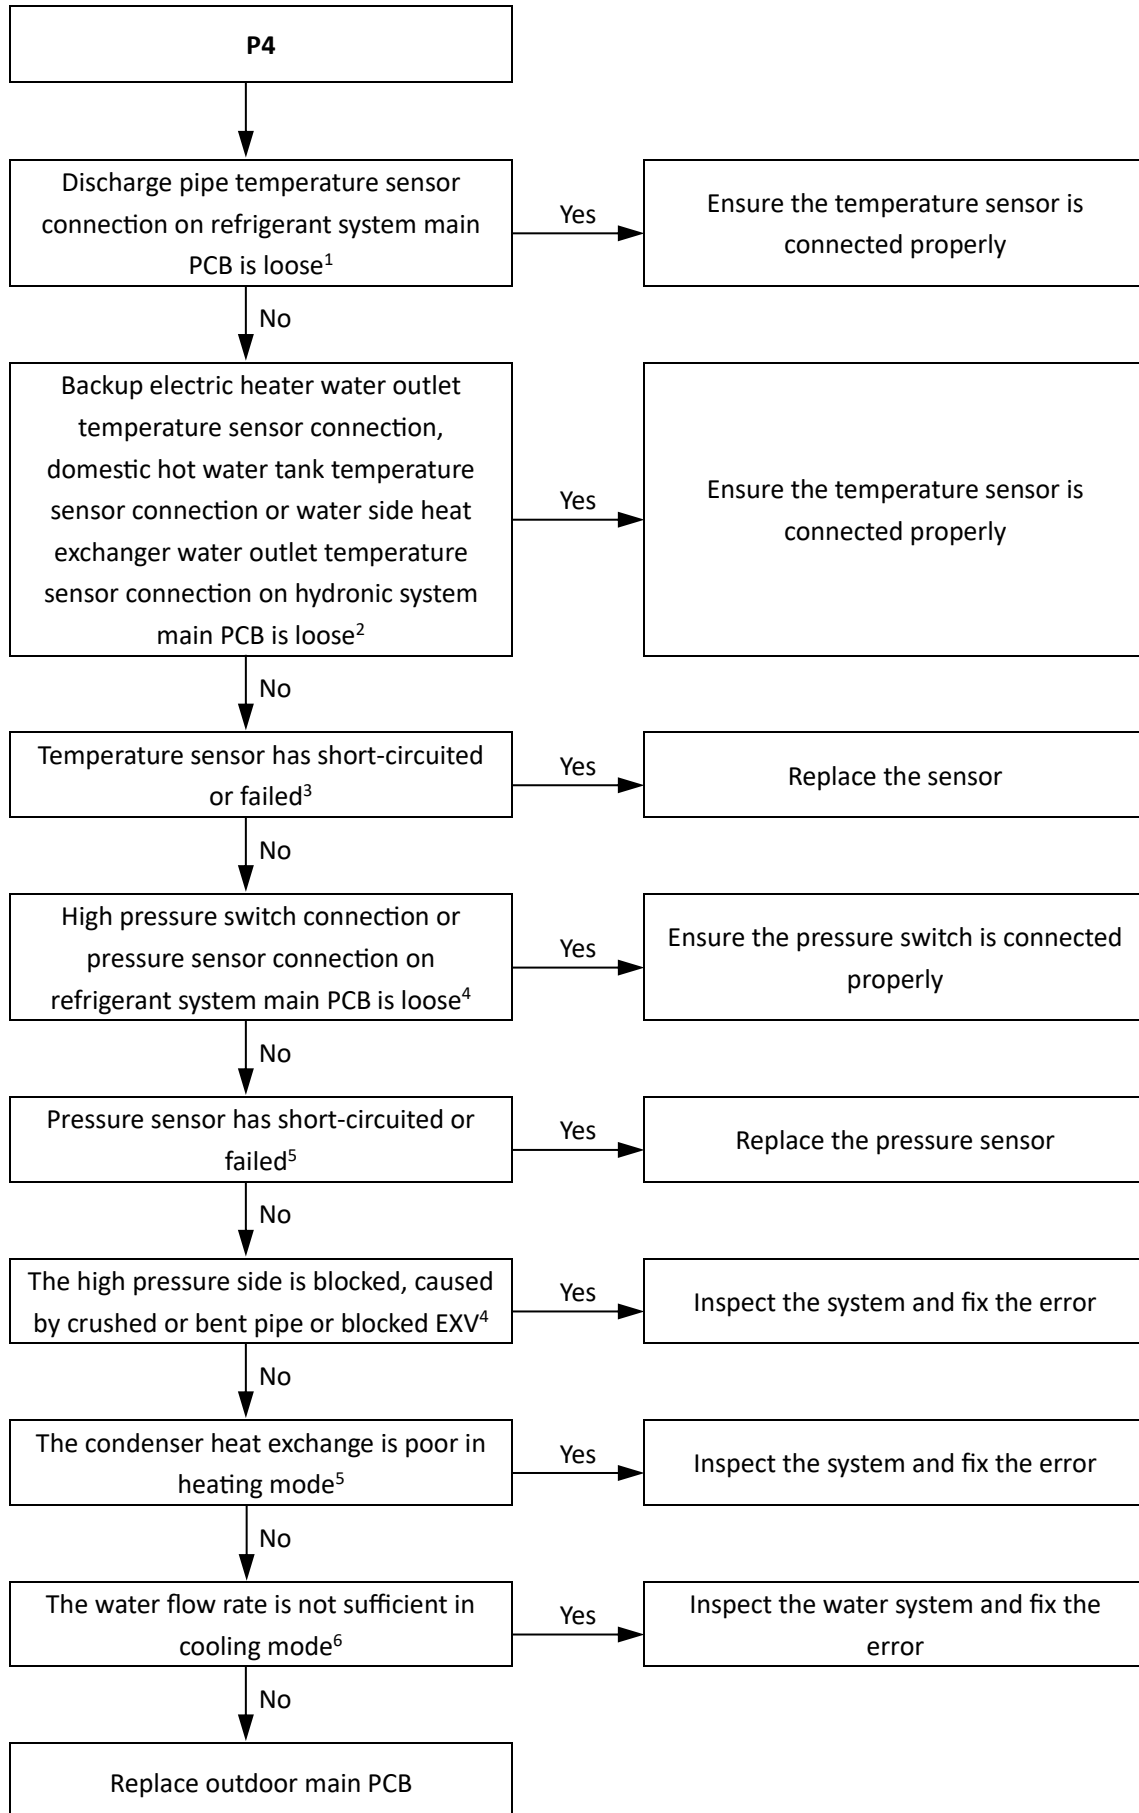 P4
Discharge pipe temperature sensor
connection on refrigerant system main
PCB is loose¹
Yes
Ensure the temperature sensor is
connected properly
No
Backup electric heater water outlet
temperature sensor connection,
domestic hot water tank temperature
sensor connection or water side heat
exchanger water outlet temperature
sensor connection on hydronic system
main PCB is loose²
Yes
Ensure the temperature sensor is
connected properly
No
Temperature sensor has short-circuited
or failed³
Yes
Replace the sensor
No
High pressure switch connection or
pressure sensor connection on
refrigerant system main PCB is loose⁴
Yes
Ensure the pressure switch is connected
properly
No
Pressure sensor has short-circuited or
failed⁵
Yes
Replace the pressure sensor
No
The high pressure side is blocked, caused
by crushed or bent pipe or blocked EXV⁴
Yes
Inspect the system and fix the error
No
The condenser heat exchange is poor in
heating mode⁵
Yes
Inspect the system and fix the error
No
The water flow rate is not sufficient in
cooling mode⁶
Yes
Inspect the water system and fix the
error
No
Replace outdoor main PCB